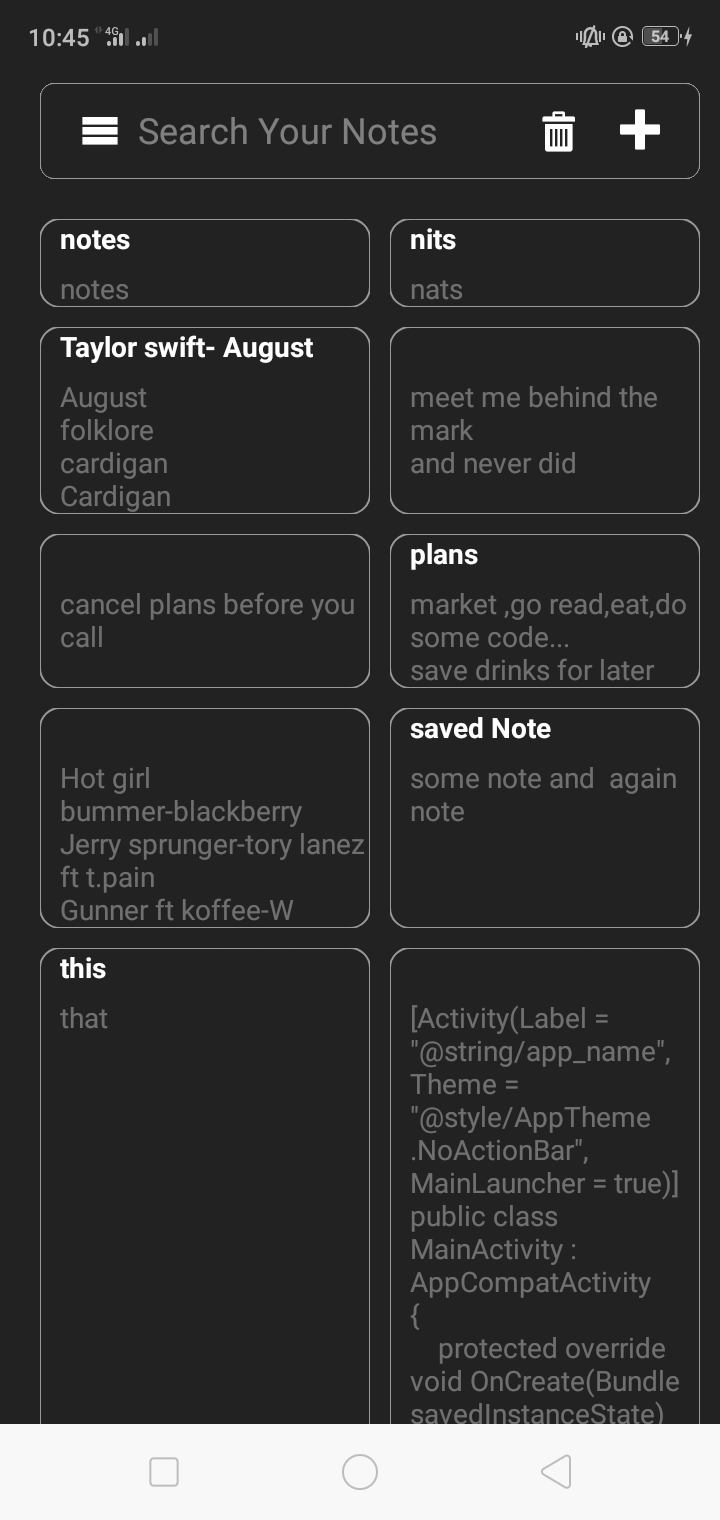 10:45 4G 54
Search Your Notes
notes
notes
nits
nats
Taylor swift- August
August
folklore
cardigan
Cardigan
meet me behind the
mark
and never did
cancel plans before you
call
plans
market ,go read,eat,do
some code...
save drinks for later
Hot girl
bummer-blackberry
Jerry sprunger-tory lanez
ft t.pain
Gunner ft koffee-W
saved Note
some note and  again
note
this
that
[Activity(Label =
"@string/app_name",
Theme =
"@style/AppTheme
.NoActionBar",
MainLauncher = true)]
public class
MainActivity :
AppCompatActivity
{
    protected override
void OnCreate(Bundle
savedInstanceState)